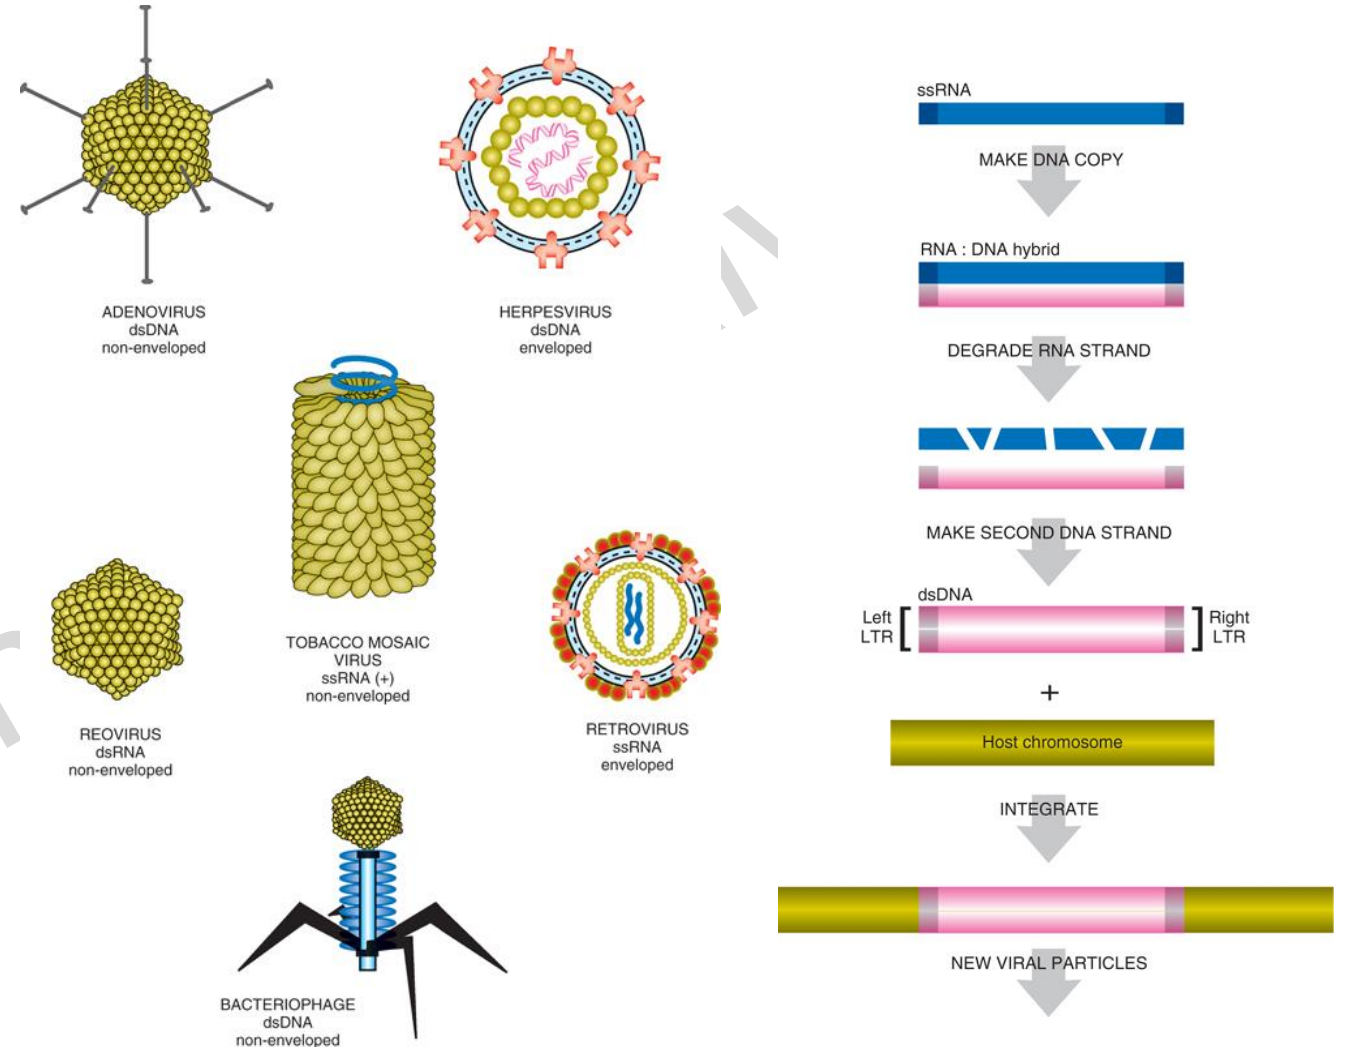 ADENOVIRUS
dsDNA
non-enveloped
HERPESVIRUS
dsDNA
enveloped
TOBACCO MOSAIC
VIRUS
ssRNA (+)
non-enveloped
REOVIRUS
dsRNA
non-enveloped
RETROVIRUS
ssRNA
enveloped
BACTERIOPHAGE
dsDNA
non-enveloped
ssRNA
MAKE DNA COPY
RNA : DNA hybrid
DEGRADE RNA STRAND
MAKE SECOND DNA STRAND
dsDNA
Left
LTR
Right
LTR
+
Host chromosome
INTEGRATE
NEW VIRAL PARTICLES